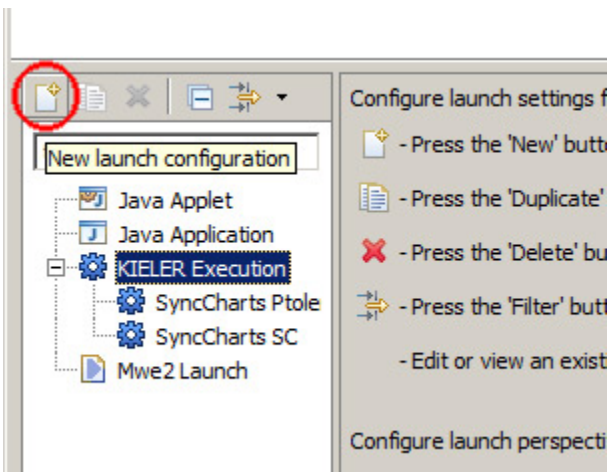 Configure launch settings f
- Press the 'New' butt
New launch configuration
Java Applet
- Press the 'Duplicate'
Java Application
KIELER Execution
- Press the 'Delete' bu
SyncCharts Ptole
- Press the 'Filter' butt
SyncCharts SC
Mwe2 Launch
- Edit or view an exist
Configure launch perspecti